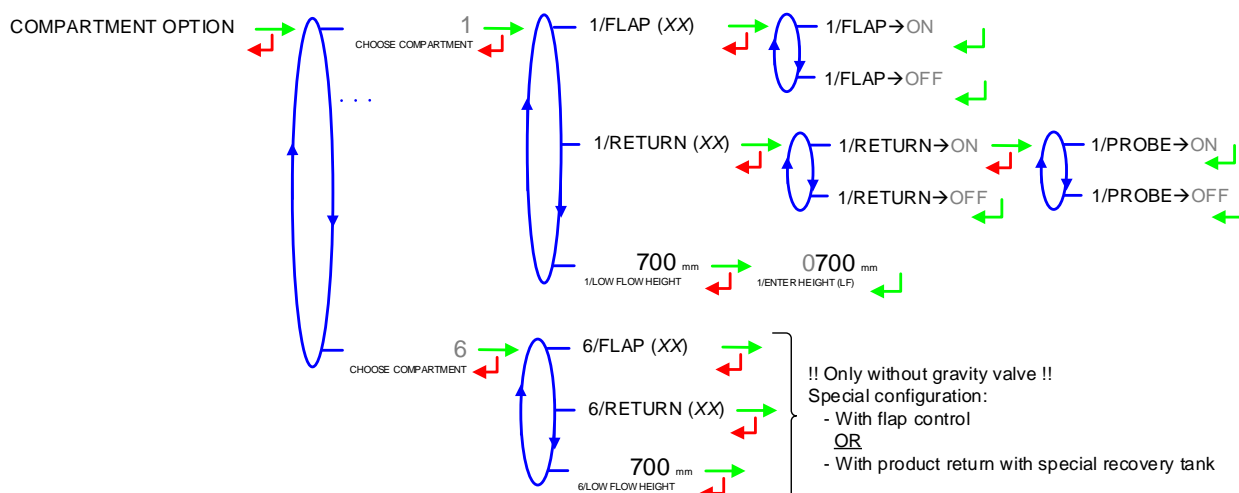 COMPARTMENT OPTION
1
CHOOSE COMPARTMENT
. . .
1/FLAP (XX)
1/FLAP→ON
1/FLAP→OFF
1/RETURN (XX)
1/RETURN→ON
1/RETURN→OFF
1/PROBE→ON
1/PROBE→OFF
700 mm
1/LOW FLOW HEIGHT
0700 mm
1/ENTER HEIGHT (LF)
6
CHOOSE COMPARTMENT
6/FLAP (XX)
6/RETURN (XX)
700 mm
6/LOW FLOW HEIGHT
!! Only without gravity valve !!
Special configuration:
- With flap control
OR
- With product return with special recovery tank